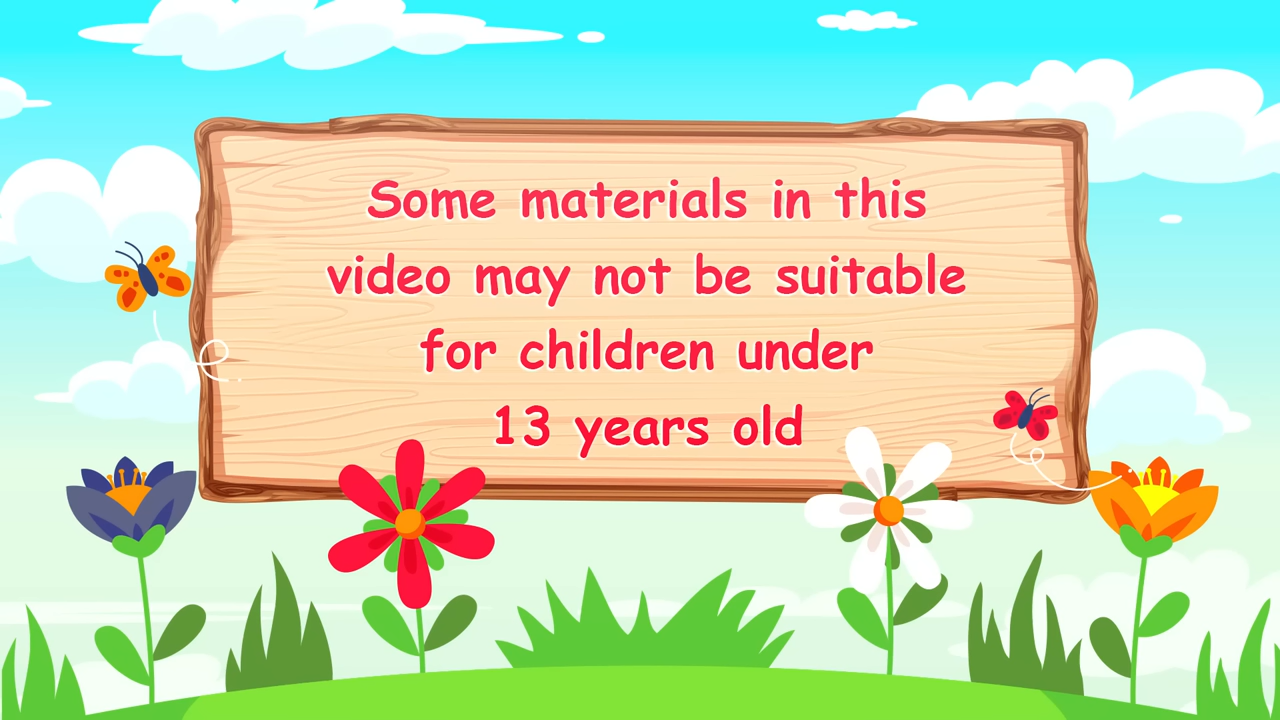 Some materials in this
video may not be suitable
for children under
13 years old